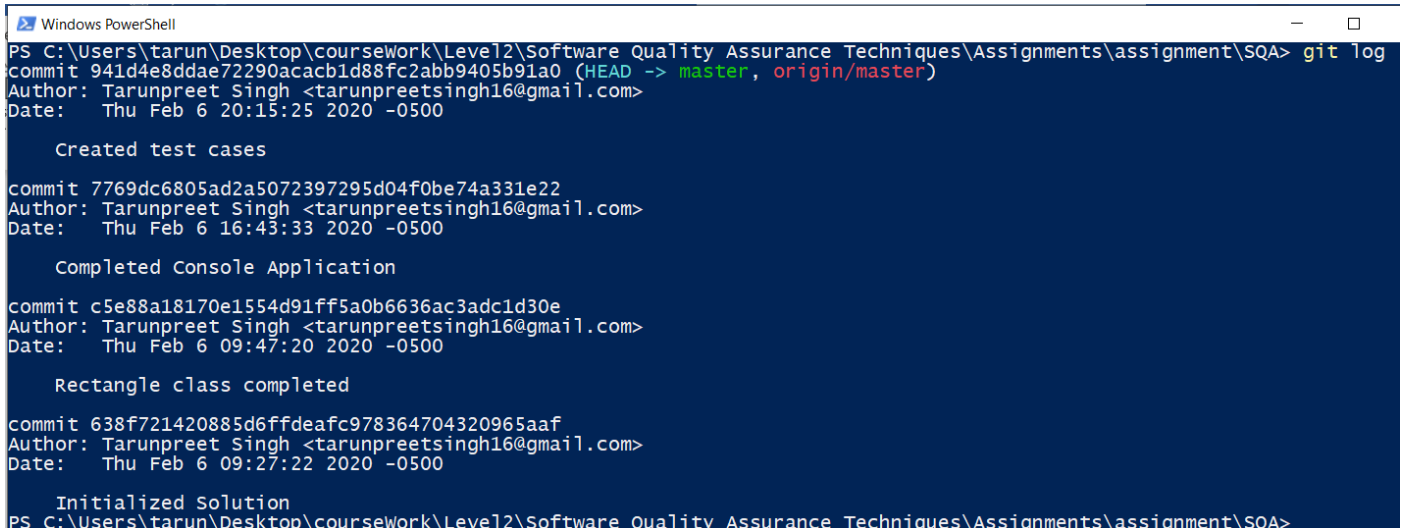 Windows PowerShell
PS C:\Users\tarun\Desktop\courseWork\Level2\Software Quality Assurance Techniques\Assignments\assignment\SQA> git log
commit 941d4e8ddae72290acacb1d88fc2abb9405b91a0 (HEAD -> master, origin/master)
Author: Tarunpreet Singh <tarunpreetsingh16@gmail.com>
Date:   Thu Feb 6 20:15:25 2020 -0500
    Created test cases
commit 7769dc6805ad2a5072397295d04f0be74a331e22
Author: Tarunpreet Singh <tarunpreetsingh16@gmail.com>
Date:   Thu Feb 6 16:43:33 2020 -0500
    Completed Console Application
commit c5e88a18170e1554d91ff5a0b6636ac3adc1d30e
Author: Tarunpreet Singh <tarunpreetsingh16@gmail.com>
Date:   Thu Feb 6 09:47:20 2020 -0500
    Rectangle class completed
commit 638f721420885d6ffdeafc978364704320965aaf
Author: Tarunpreet Singh <tarunpreetsingh16@gmail.com>
Date:   Thu Feb 6 09:27:22 2020 -0500
    Initialized Solution
PS C:\Users\tarun\Desktop\courseWork\Level2\Software Quality Assurance Techniques\Assignments\assignment\SQA>